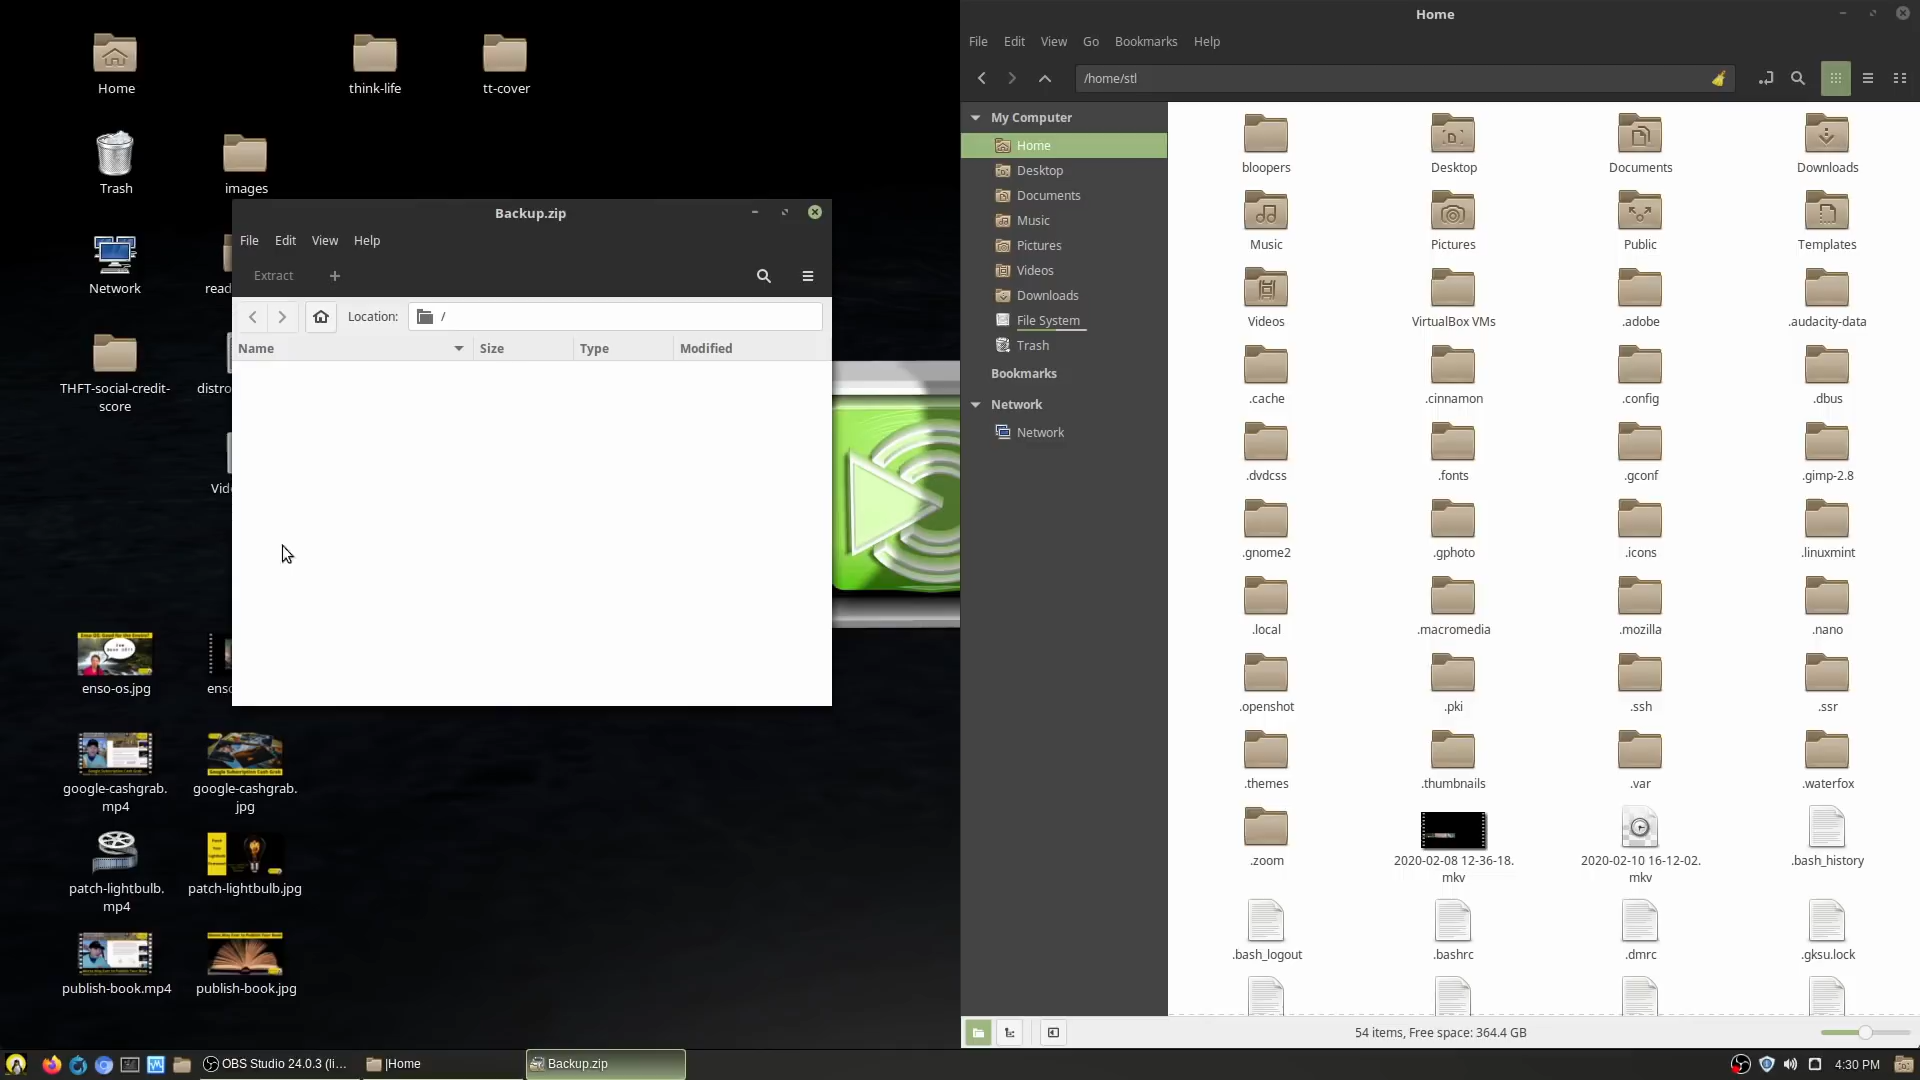 Home
think-life
tt-cover
Trash
images
Network
read
THFT-social-credit-
score
distro
Vid
enso-os.jpg
enso
google-cashgrab.
mp4
google-cashgrab.
jpg
patch-lightbulb.
mp4
patch-lightbulb.jpg
publish-book.mp4
publish-book.jpg
Backup.zip
File Edit View Help
Extract +
Location: /
Name Size Type Modified
Home
File Edit View Go Bookmarks Help
/home/stl
My Computer
Home
Desktop
Documents
Music
Pictures
Videos
Downloads
File System
Trash
Bookmarks
Network
Network
bloopers Desktop Documents Downloads
Music Pictures Public Templates
Videos VirtualBox VMs .adobe .audacity-data
.cache .cinnamon .config .dbus
.dvdcss .fonts .gconf .gimp-2.8
.gnome2 .gphoto .icons .linuxmint
.local .macromedia .mozilla .nano
.openshot .pki .ssh .ssr
.themes .thumbnails .var .waterfox
.zoom 2020-02-08 12-36-18. 2020-02-10 16-12-02. .bash_history
mkv mkv
.bash_logout .bashrc .dmrc .gksu.lock
54 items, Free space: 364.4 GB
OBS Studio 24.0.3 (li... |Home Backup.zip 4:30 PM